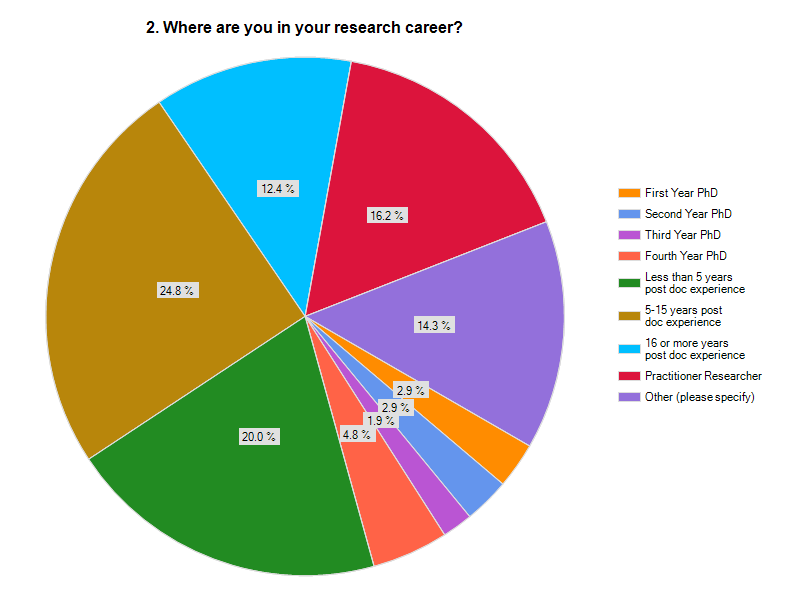 2. Where are you in your research career?
12.4 %
16.2 %
24.8 %
14.3 %
2.9 %
2.9 %
1.9 %
4.8 %
20.0 %
First Year PhD
Second Year PhD
Third Year PhD
Fourth Year PhD
Less than 5 years
post doc experience
5-15 years post
doc experience
16 or more years
post doc experience
Practitioner Researcher
Other (please specify)